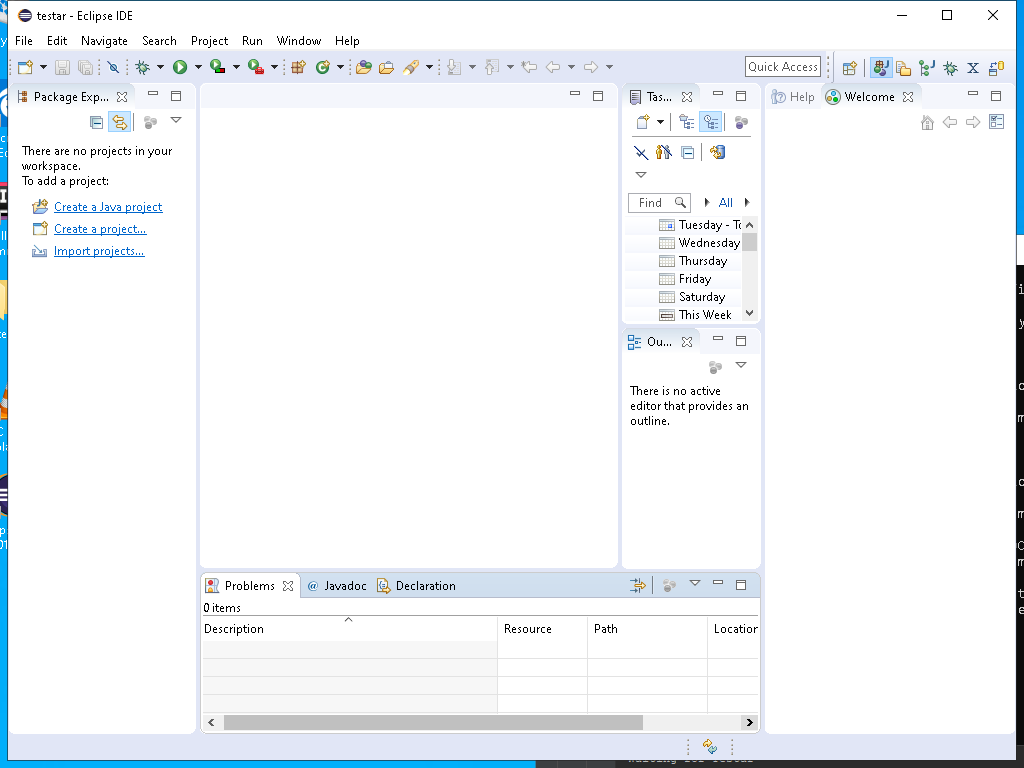 testar - Eclipse IDE
File Edit Navigate Search Project Run Window Help
Quick Access
Package Exp...
There are no projects in your
workspace.
To add a project:
Create a Java project
Create a project...
Import projects...
Tas...
Find
All
Tuesday - To
Wednesday
Thursday
Friday
Saturday
This Week
Ou...
There is no active
editor that provides an
outline.
Help Welcome
Problems @ Javadoc Declaration
0 items
Description Resource Path Location